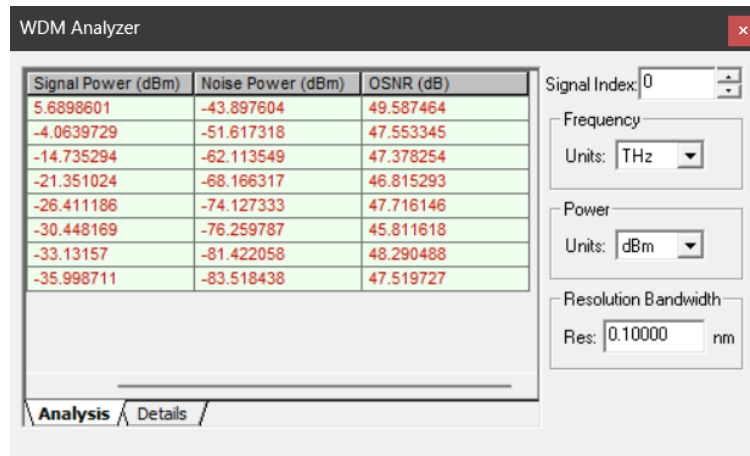 WDM Analyzer
×
Signal Power (dBm) Noise Power (dBm) OSNR (dB)
5.6898601 -43.897604 49.587464
-4.0639729 -51.617318 47.553345
-14.735294 -62.113549 47.378254
-21.351024 -68.166317 46.815293
-26.411186 -74.127333 47.716146
-30.448169 -76.259787 45.811618
-33.13157 -81.422058 48.290488
-35.998711 -83.518438 47.519727
Analysis Details
Signal Index: 0
Frequency
Units: THz
Power
Units: dBm
Resolution Bandwidth
Res: 0.10000 nm